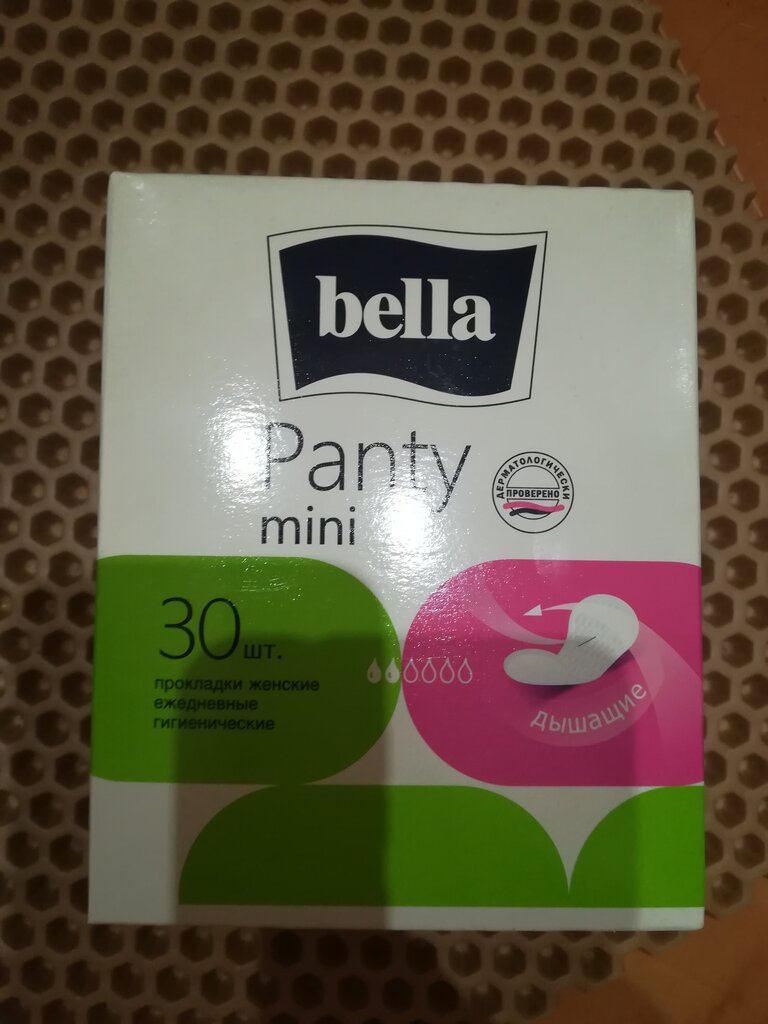 bella
Panty
mini
ДЕРМАТОЛОГИЧЕСКИ
ПРОВЕРЕНО
30 шт.
прокладки женские
ежедневные
гигиенические
дышащие